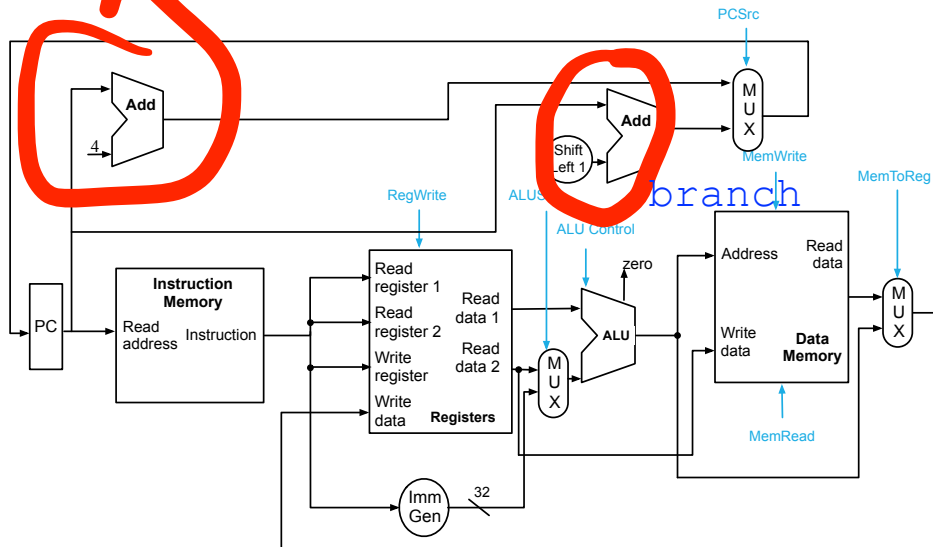 PCSrc
Add
4
Add
Shift
Left 1
M
U
X
MemWrite
branch
MemToReg
RegWrite
ALUS
ALU Control
zero
PC
Instruction
Memory
Read
address
Instruction
Read
register 1
Read
register 2
Write
register
Write
data
Read
data 1
Read
data 2
Registers
M
U
X
ALU
Address
Read
data
Write
data
Data
Memory
M
U
X
MemRead
Imm
Gen
32